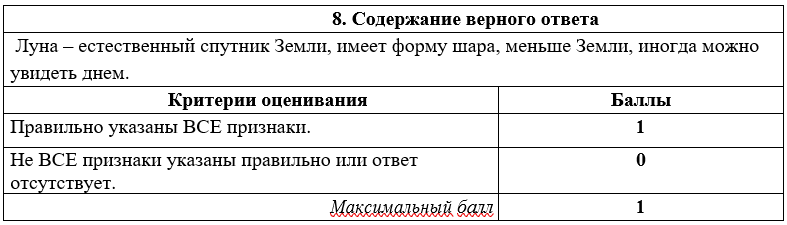 8. Содержание верного ответа
Луна – естественный спутник Земли, имеет форму шара, меньше Земли, иногда можно
увидеть днем.
Критерии оценивания Баллы
Правильно указаны ВСЕ признаки. 1
Не ВСЕ признаки указаны правильно или ответ 0
отсутствует.
Максимальный балл 1